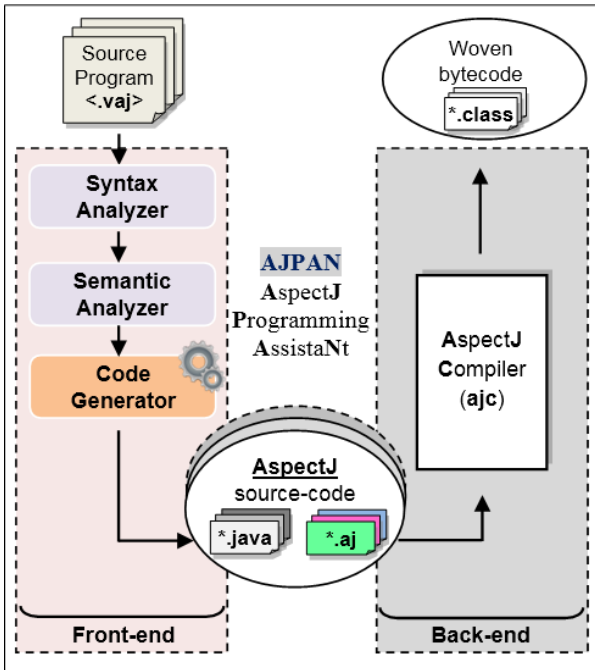 Source
Program
<.vaj>
Syntax
Analyzer
Semantic
Analyzer
Code
Generator
Front-end
AJPAN
AspectJ
Programming
AssistaNt
AspectJ
source-code
*.java
*.aj
Woven
bytecode
*.class
AspectJ
Compiler
(ajc)
Back-end